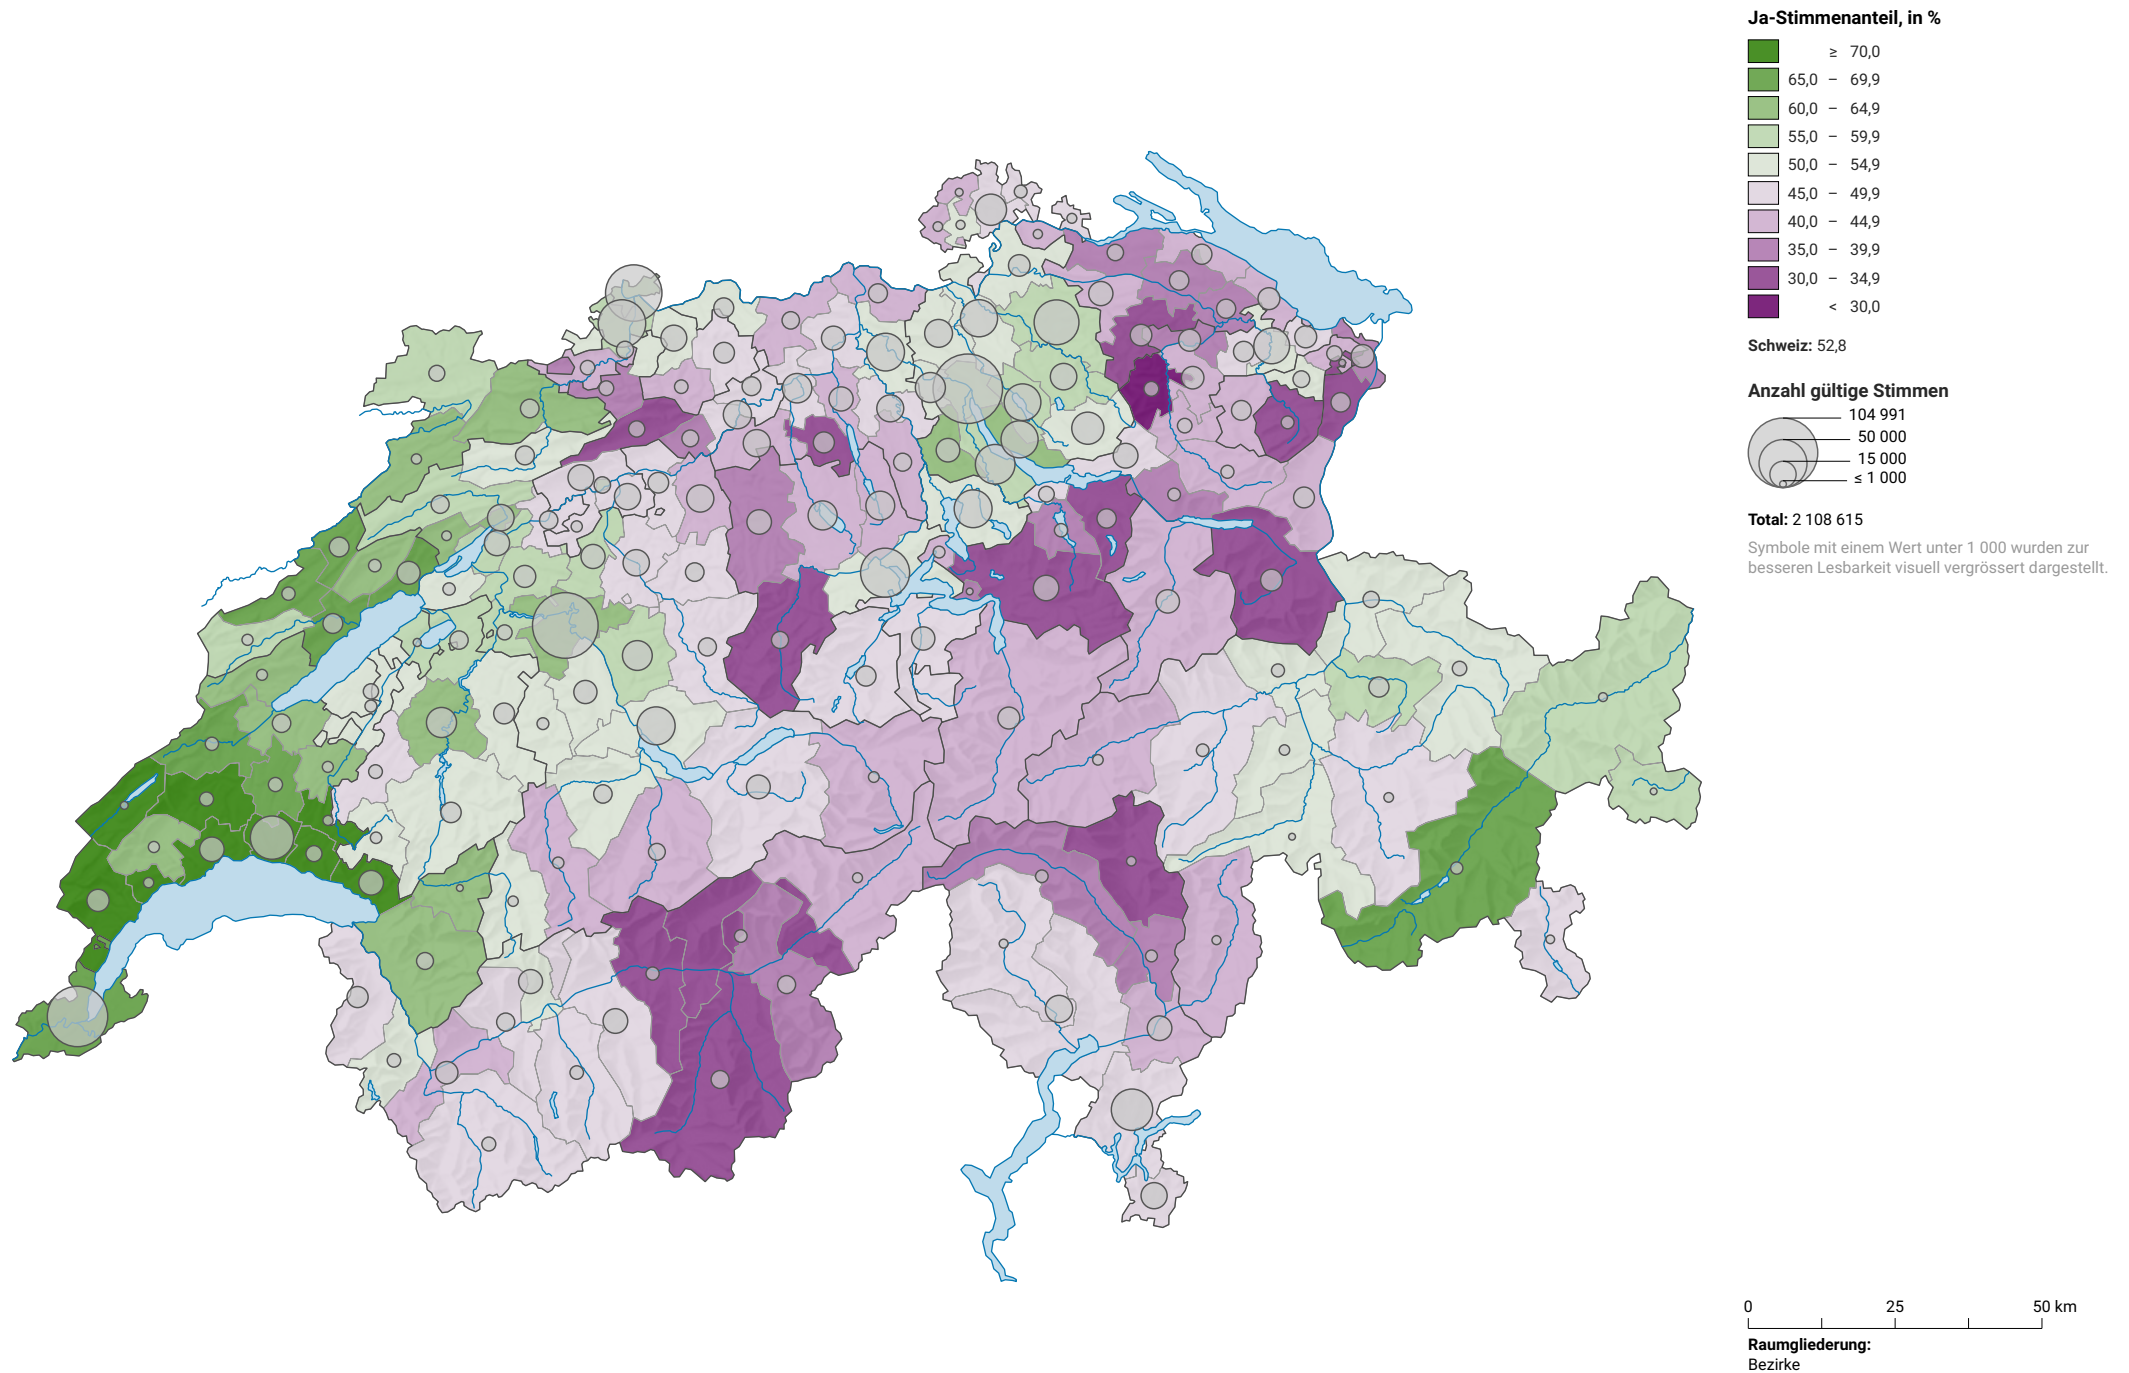 Ja-Stimmenanteil, in %
≥ 70,0
65,0 – 69,9
60,0 – 64,9
55,0 – 59,9
50,0 – 54,9
45,0 – 49,9
40,0 – 44,9
35,0 – 39,9
30,0 – 34,9
< 30,0
Schweiz: 52,8
Anzahl gültige Stimmen
104 991
50 000
15 000
≤ 1 000
Total: 2 108 615
Symbole mit einem Wert unter 1 000 wurden zur
besseren Lesbarkeit visuell vergrössert dargestellt.
0 25 50 km
Raumgliederung:
Bezirke